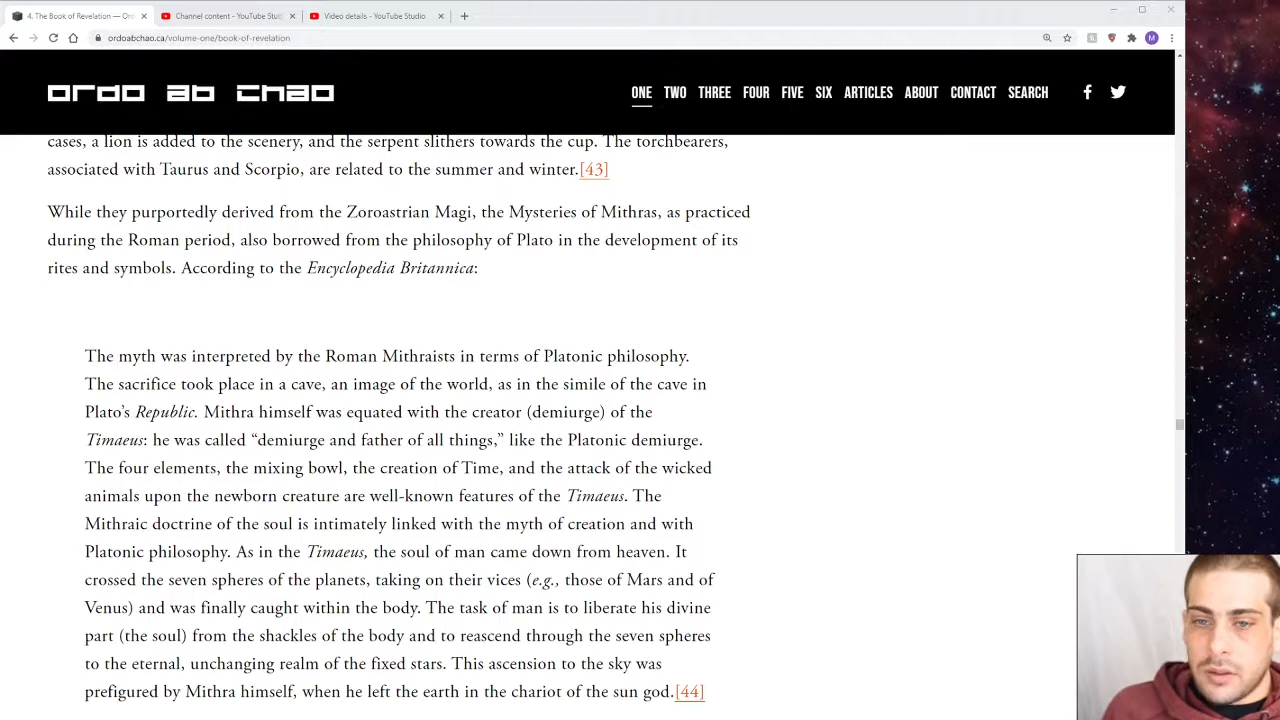 4. The Book of Revelation — Ord
Channel content - YouTube Stud
Video details - YouTube Studio
ordoabchao.ca/volume-one/book-of-revelation
M
ordo ab chao
ONE TWO THREE FOUR FIVE SIX ARTICLES ABOUT CONTACT SEARCH
cases, a lion is added to the scenery, and the serpent slithers towards the cup. The torchbearers,
associated with Taurus and Scorpio, are related to the summer and winter.[43]
While they purportedly derived from the Zoroastrian Magi, the Mysteries of Mithras, as practiced
during the Roman period, also borrowed from the philosophy of Plato in the development of its
rites and symbols. According to the Encyclopedia Britannica:
The myth was interpreted by the Roman Mithraists in terms of Platonic philosophy.
The sacrifice took place in a cave, an image of the world, as in the simile of the cave in
Plato’s Republic. Mithra himself was equated with the creator (demiurge) of the
Timaeus: he was called “demiurge and father of all things,” like the Platonic demiurge.
The four elements, the mixing bowl, the creation of Time, and the attack of the wicked
animals upon the newborn creature are well-known features of the Timaeus. The
Mithraic doctrine of the soul is intimately linked with the myth of creation and with
Platonic philosophy. As in the Timaeus, the soul of man came down from heaven. It
crossed the seven spheres of the planets, taking on their vices (e.g., those of Mars and of
Venus) and was finally caught within the body. The task of man is to liberate his divine
part (the soul) from the shackles of the body and to reascend through the seven spheres
to the eternal, unchanging realm of the fixed stars. This ascension to the sky was
prefigured by Mithra himself, when he left the earth in the chariot of the sun god.[44]